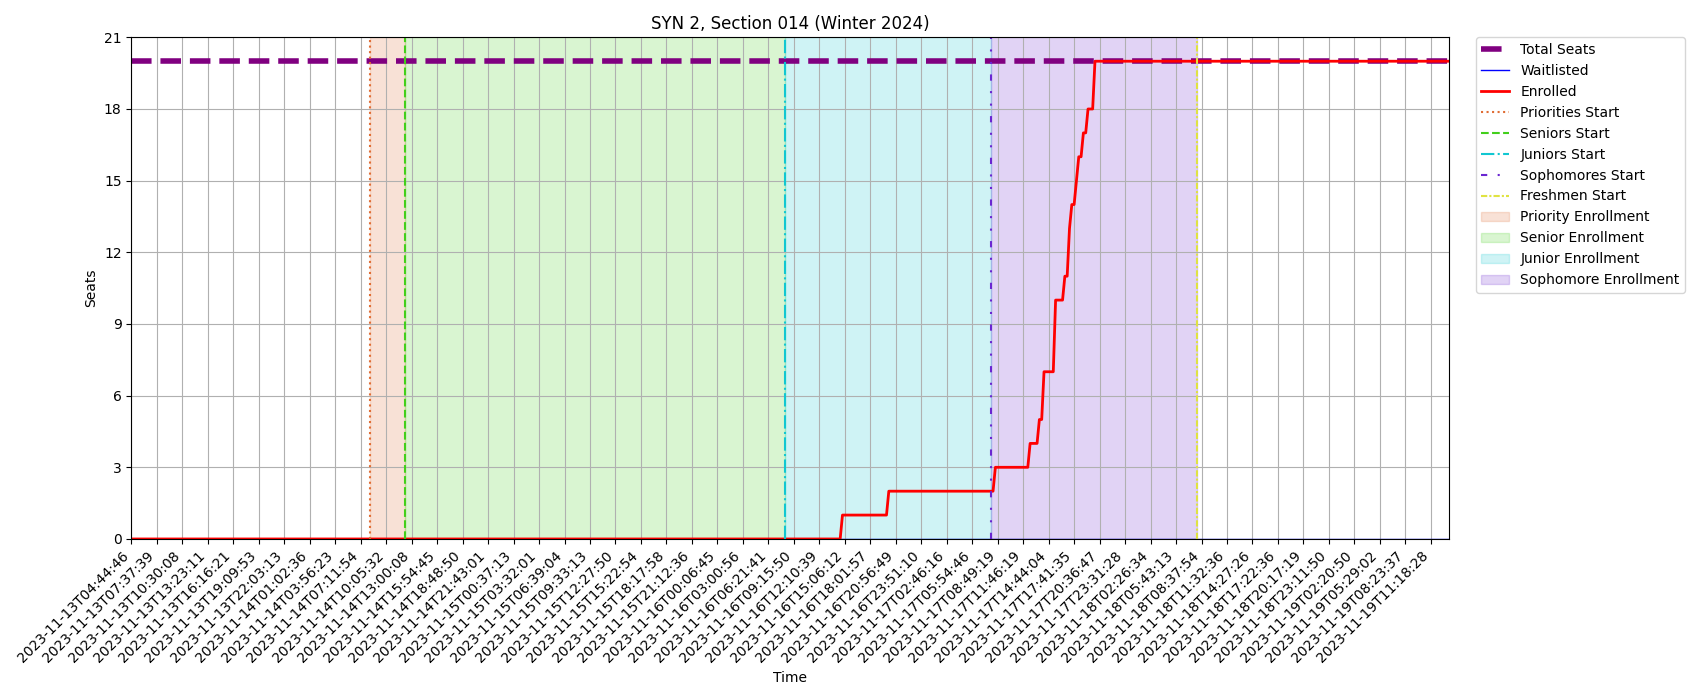 SYN 2, Section 014 (Winter 2024)
21
18
15
12
9
6
3
0
Seats
2023-11-13T04:44:46
2023-11-13T07:37:39
2023-11-13T10:30:08
2023-11-13T13:23:11
2023-11-13T16:16:21
2023-11-13T19:09:53
2023-11-13T22:03:13
2023-11-14T01:02:36
2023-11-14T03:56:23
2023-11-14T07:11:54
2023-11-14T10:05:32
2023-11-14T13:00:08
2023-11-14T15:54:45
2023-11-14T18:48:50
2023-11-14T21:43:01
2023-11-15T00:37:13
2023-11-15T03:32:01
2023-11-15T06:39:04
2023-11-15T09:33:13
2023-11-15T12:27:50
2023-11-15T15:22:54
2023-11-15T18:17:58
2023-11-15T21:12:36
2023-11-16T00:06:45
2023-11-16T03:00:56
2023-11-16T06:21:41
2023-11-16T09:15:50
2023-11-16T12:10:39
2023-11-16T15:06:12
2023-11-16T18:01:57
2023-11-16T20:56:49
2023-11-16T23:51:10
2023-11-17T02:46:16
2023-11-17T05:54:46
2023-11-17T08:49:19
2023-11-17T11:46:19
2023-11-17T14:44:04
2023-11-17T17:41:35
2023-11-17T20:36:47
2023-11-17T23:31:28
2023-11-18T02:26:34
2023-11-18T05:43:13
2023-11-18T08:37:54
2023-11-18T11:32:36
2023-11-18T14:27:26
2023-11-18T17:22:36
2023-11-18T20:17:19
2023-11-18T23:11:50
2023-11-19T02:20:50
2023-11-19T05:29:02
2023-11-19T08:23:37
2023-11-19T11:18:28
Time
Total Seats
Waitlisted
Enrolled
Priorities Start
Seniors Start
Juniors Start
Sophomores Start
Freshmen Start
Priority Enrollment
Senior Enrollment
Junior Enrollment
Sophomore Enrollment